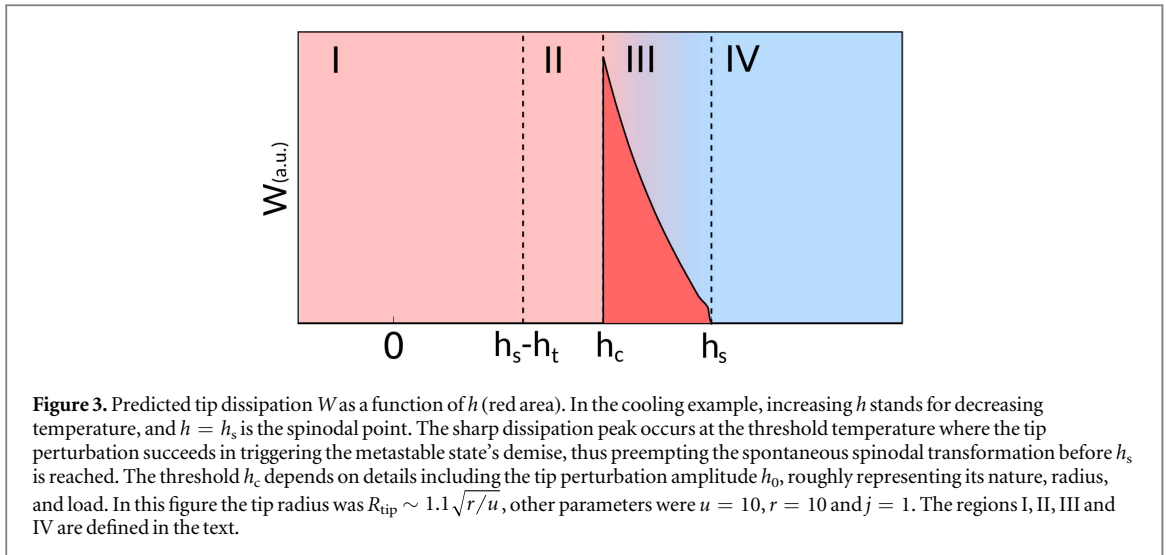 I II III IV
W(a.u.)
0 hs-ht hc hs
Figure 3. Predicted tip dissipation W as a function of h (red area). In the cooling example, increasing h stands for decreasing
temperature, and h = hs is the spinodal point. The sharp dissipation peak occurs at the threshold temperature where the tip
perturbation succeeds in triggering the metastable state's demise, thus preempting the spontaneous spinodal transformation before hs
is reached. The threshold hc depends on details including the tip perturbation amplitude h0, roughly representing its nature, radius,
and load. In this figure the tip radius was Rtip ∼ 1.1√r/u, other parameters were u = 10, r = 10 and j = 1. The regions I, II, III and
IV are defined in the text.